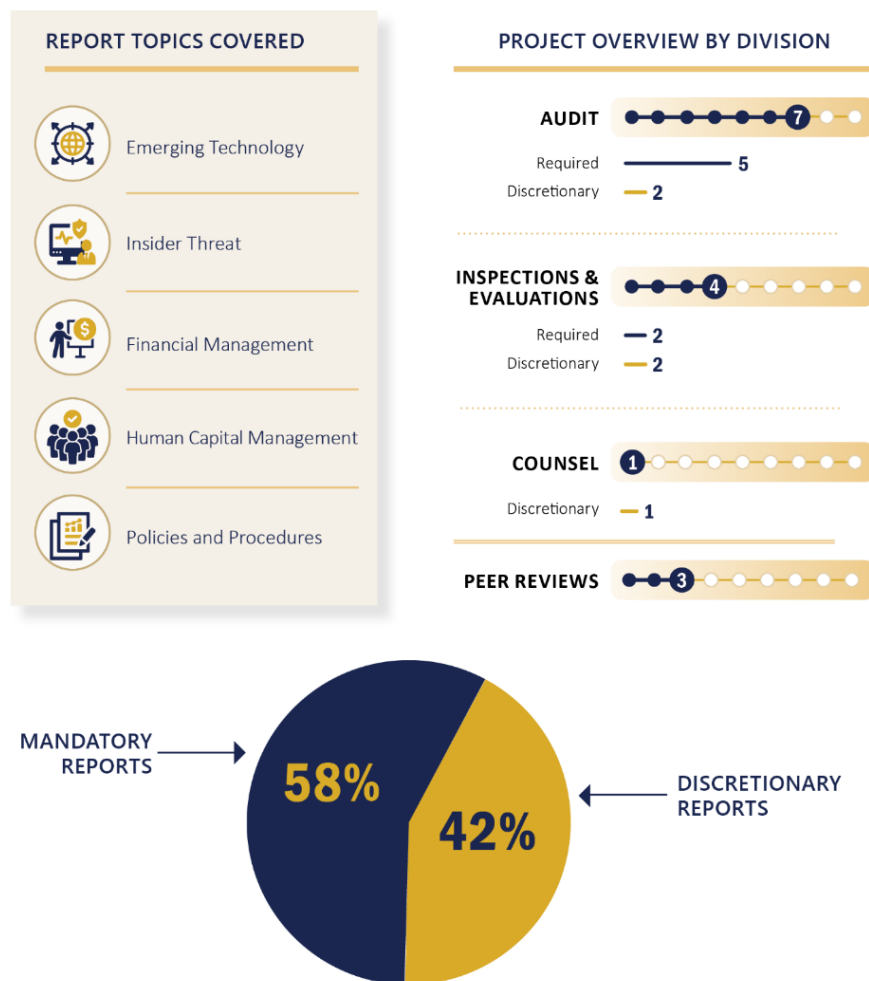 REPORT TOPICS COVERED
Emerging Technology
Insider Threat
Financial Management
Human Capital Management
Policies and Procedures
PROJECT OVERVIEW BY DIVISION
AUDIT
7
Required
5
Discretionary
2
INSPECTIONS &
EVALUATIONS
4
Required
2
Discretionary
2
COUNSEL
1
Discretionary
1
PEER REVIEWS
3
MANDATORY
REPORTS
58%
42%
DISCRETIONARY
REPORTS